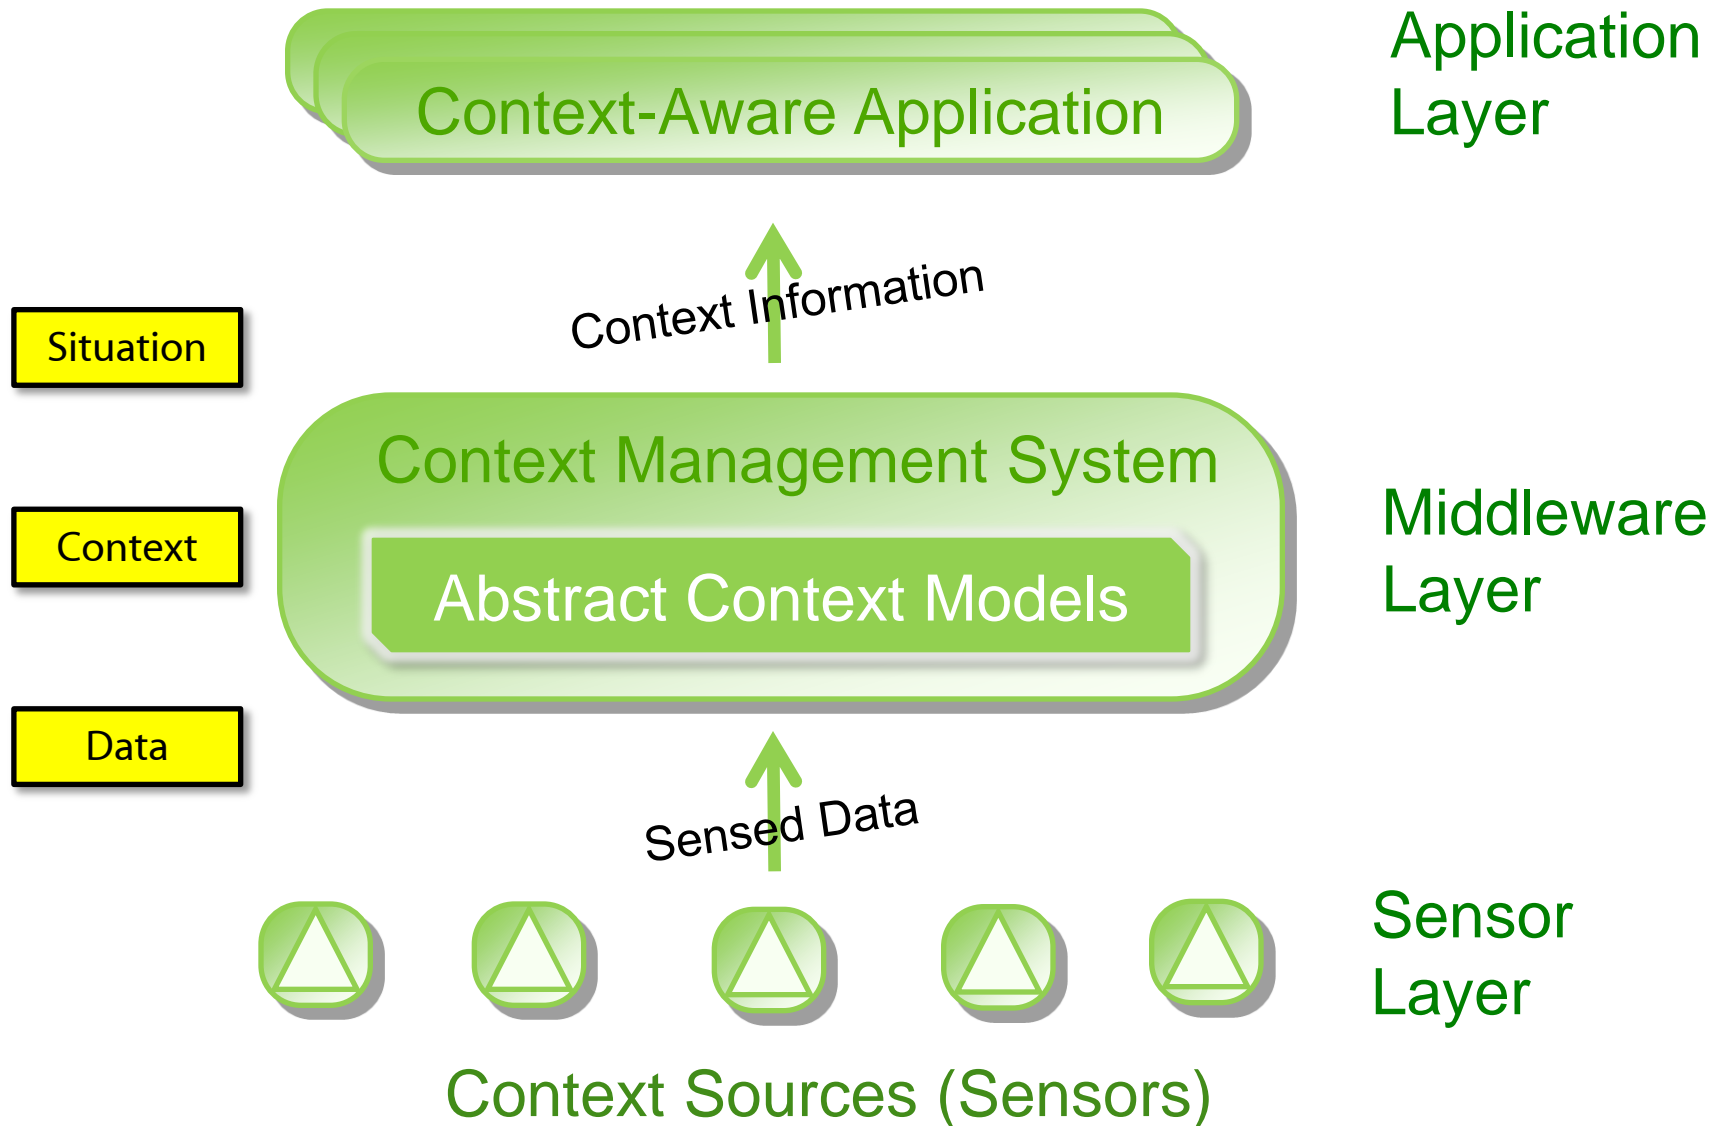 Application
Layer
Context-Aware Application
Context Information
Situation
Context Management System
Context
Abstract Context Models
Middleware
Layer
Data
Sensed Data
Sensor
Layer
Context Sources (Sensors)